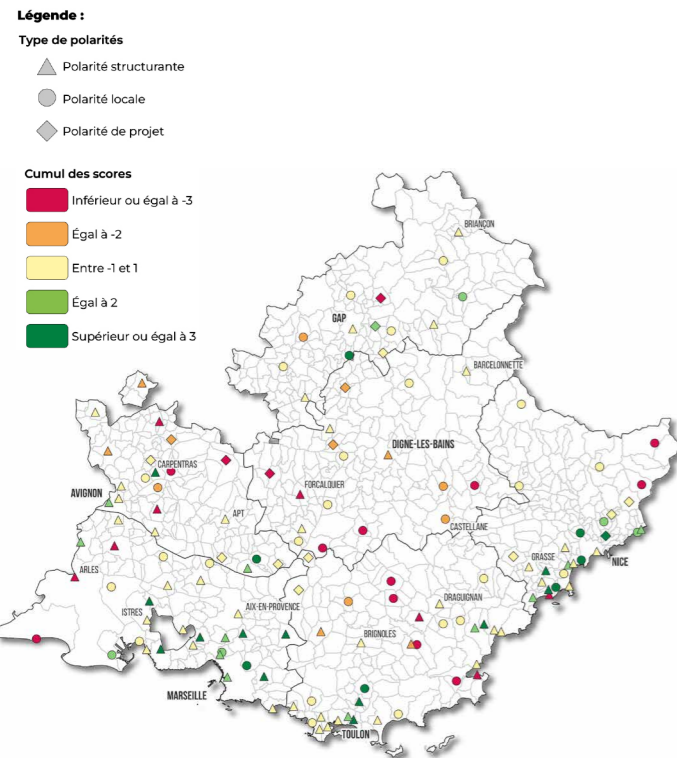 Légende :
Type de polarités
Polarité structurante
Polarité locale
Polarité de projet
Cumul des scores
Inférieur ou égal à -3
Égal à -2
Entre -1 et 1
Égal à 2
Supérieur ou égal à 3
BRIANÇON
GAP
BARCELONNETTE
DIGNE-LES-BAINS
CARPENTRAS
FORCALQUIER
AVIGNON
APT
CASTELLANE
GRASSE
NICE
ARLES
DRAGUIGNAN
ISTRES
AIX-EN-PROVENCE
BRIGNOLES
MARSEILLE
TOULON